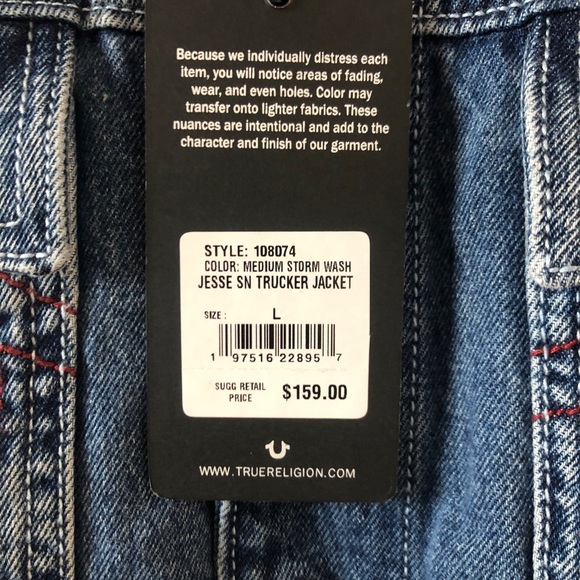 Because we individually distress each
item, you will notice areas of fading,
wear, and even holes. Color may
transfer onto lighter fabrics. These
nuances are intentional and add to the
character and finish of our garment.
STYLE: 108074
COLOR: MEDIUM STORM WASH
JESSE SN TRUCKER JACKET
SIZE : L
1 97516 22895 7
SUGG RETAIL
PRICE $159.00
WWW.TRUERELIGION.COM